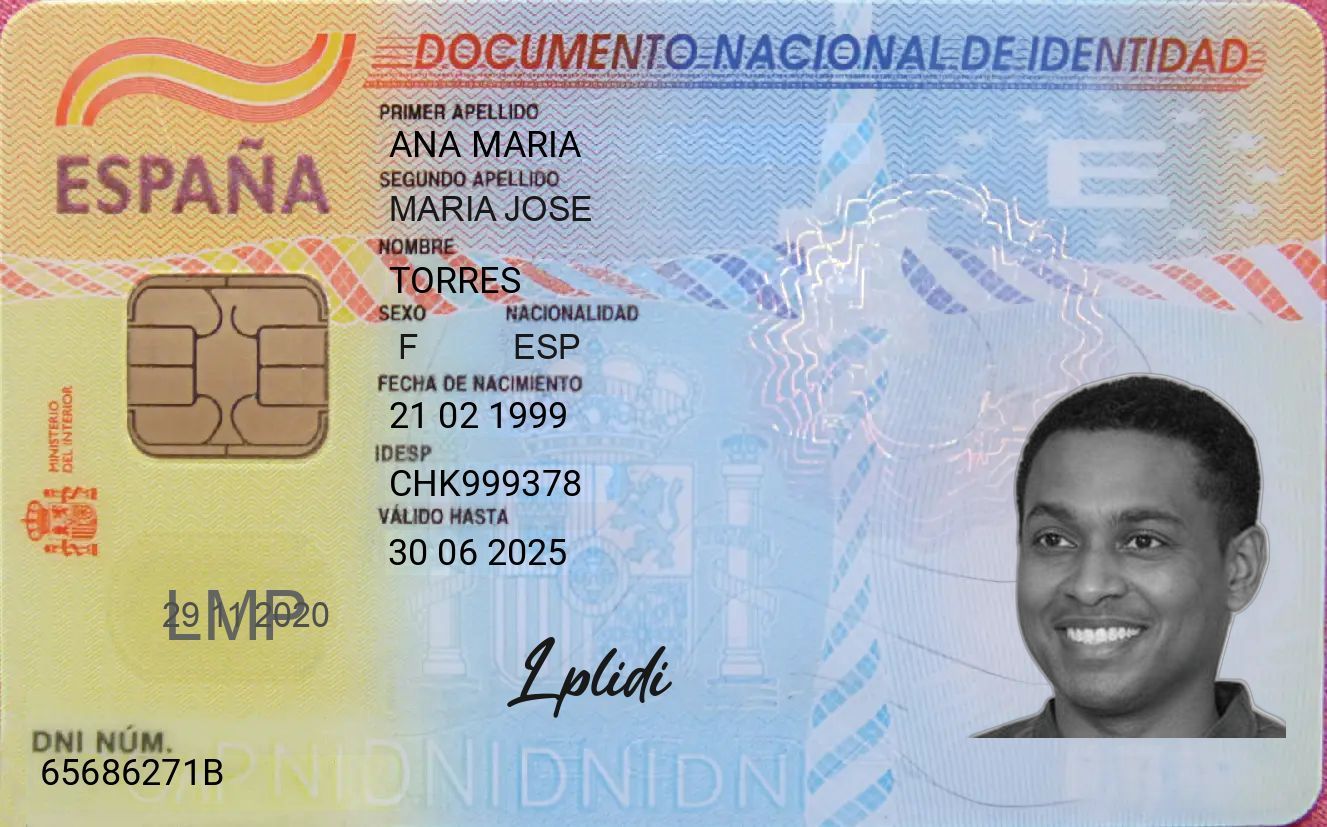 DOCUMENTO NACIONAL DE IDENTIDAD
ESPAÑA
PRIMER APELLIDO
ANA MARIA
SEGUNDO APELLIDO
MARIA JOSE
NOMBRE
TORRES
SEXO NACIONALIDAD
F ESP
FECHA DE NACIMIENTO
21 02 1999
IDESP
CHK999378
VÁLIDO HASTA
30 06 2025
MINISTERIO
DEL INTERIOR
29 11 2020
LMP
Lplidi
DNI NÚM.
65686271B
E
DNIDNIDNIDN